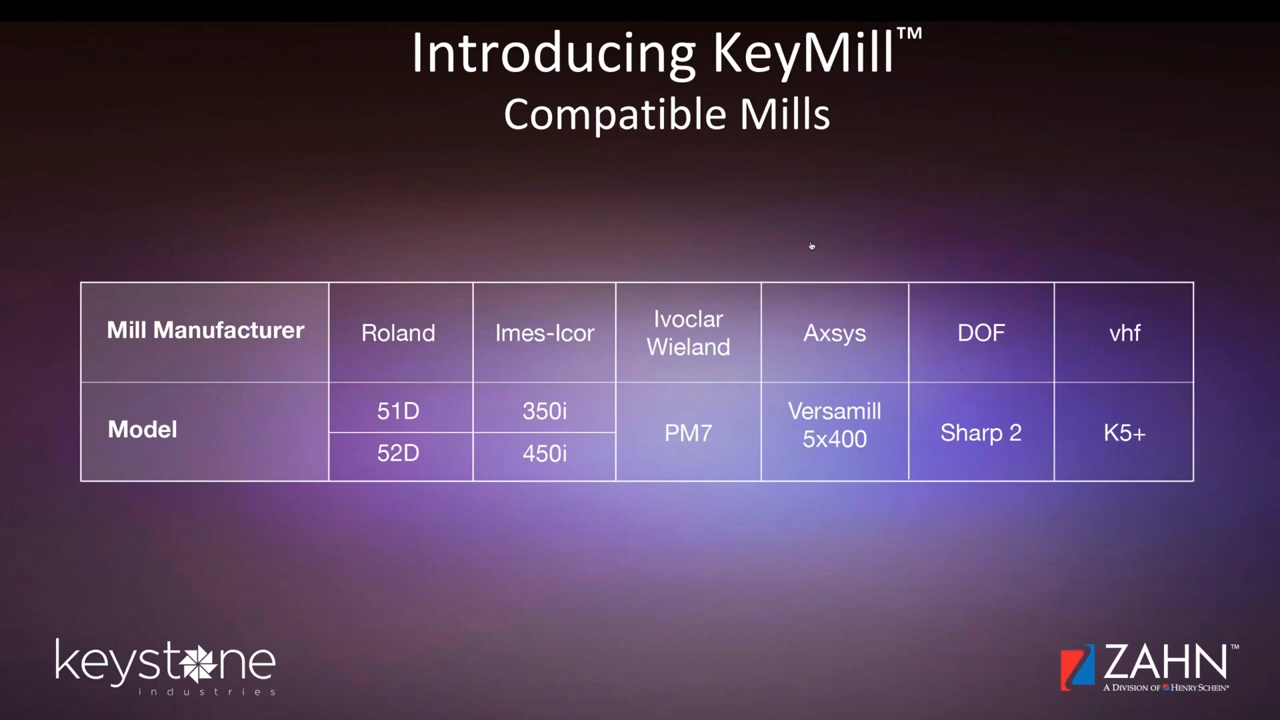 Introducing KeyMill™
Compatible Mills
Mill Manufacturer
Roland
Imes-Icor
Ivoclar
Wieland
Axsys
DOF
vhf
Model
51D
52D
350i
450i
PM7
Versamill
5x400
Sharp 2
K5+
keystone
industries
ZAHN™
A DIVISION OF HENRY SCHEIN®